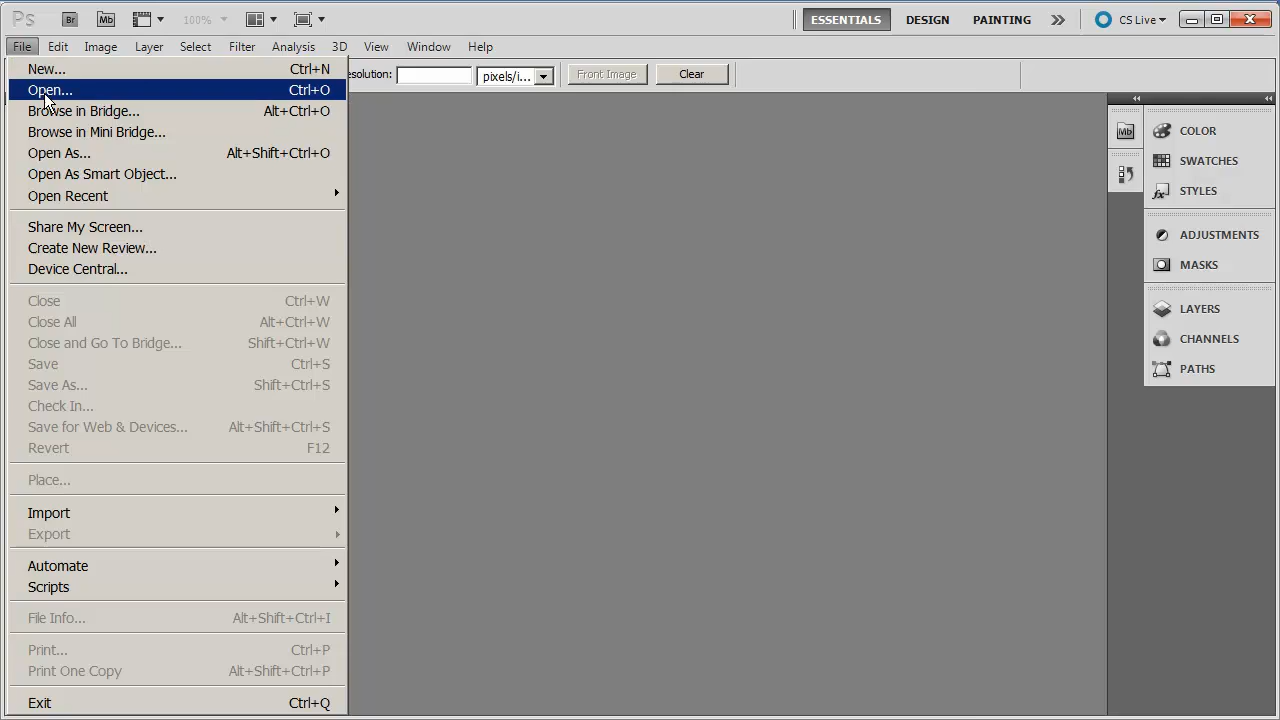 Ps Br Mb 100% ESSENTIALS DESIGN PAINTING CS Live
File Edit Image Layer Select Filter Analysis 3D View Window Help
esolution: pixels/i... Front Image Clear
New... Ctrl+N
Open... Ctrl+O
Browse in Bridge... Alt+Ctrl+O
Browse in Mini Bridge...
Open As... Alt+Shift+Ctrl+O
Open As Smart Object...
Open Recent
Share My Screen...
Create New Review...
Device Central...
Close Ctrl+W
Close All Alt+Ctrl+W
Close and Go To Bridge... Shift+Ctrl+W
Save Ctrl+S
Save As... Shift+Ctrl+S
Check In...
Save for Web & Devices... Alt+Shift+Ctrl+S
Revert F12
Place...
Import
Export
Automate
Scripts
File Info... Alt+Shift+Ctrl+I
Print... Ctrl+P
Print One Copy Alt+Shift+Ctrl+P
Exit Ctrl+Q
Mb
COLOR
SWATCHES
STYLES
ADJUSTMENTS
MASKS
LAYERS
CHANNELS
PATHS